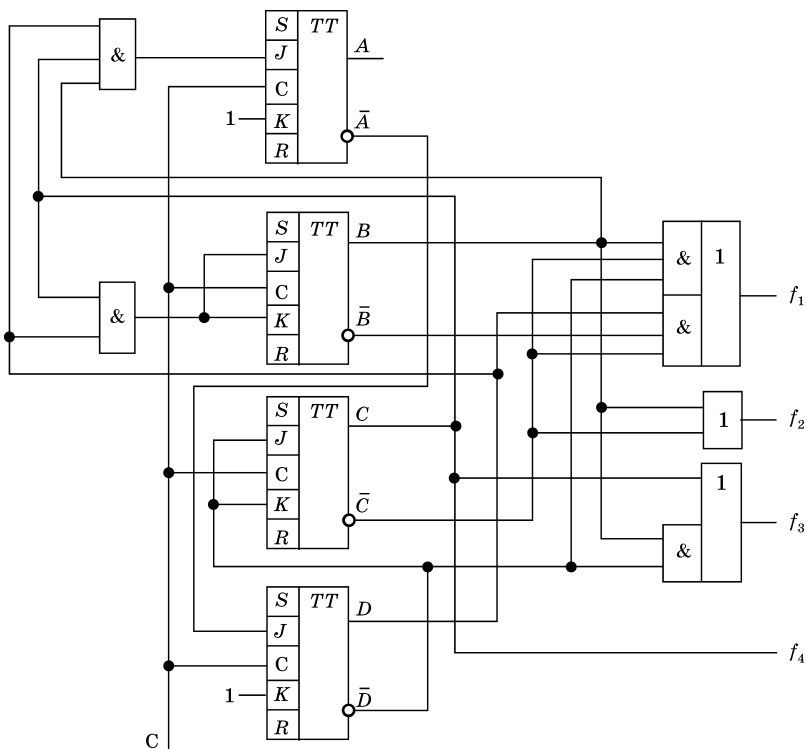 S TT A
& J
C
1 K Ā
R
S TT B
J & 1
C f₁
& K B̄ &
R
S TT C 1 f₂
J
C 1
K C̄ f₃
R &
S TT D
J f₄
C
1 K D̄
R
C